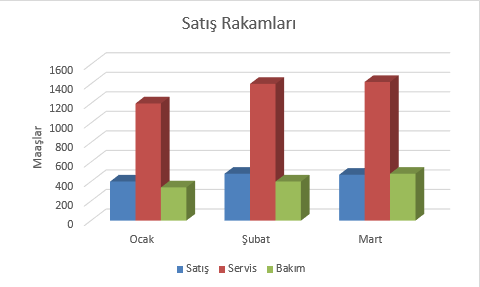 Satış Rakamları
Maaşlar
1600
1400
1200
1000
800
600
400
200
0
Ocak
Şubat
Mart
Satış
Servis
Bakım